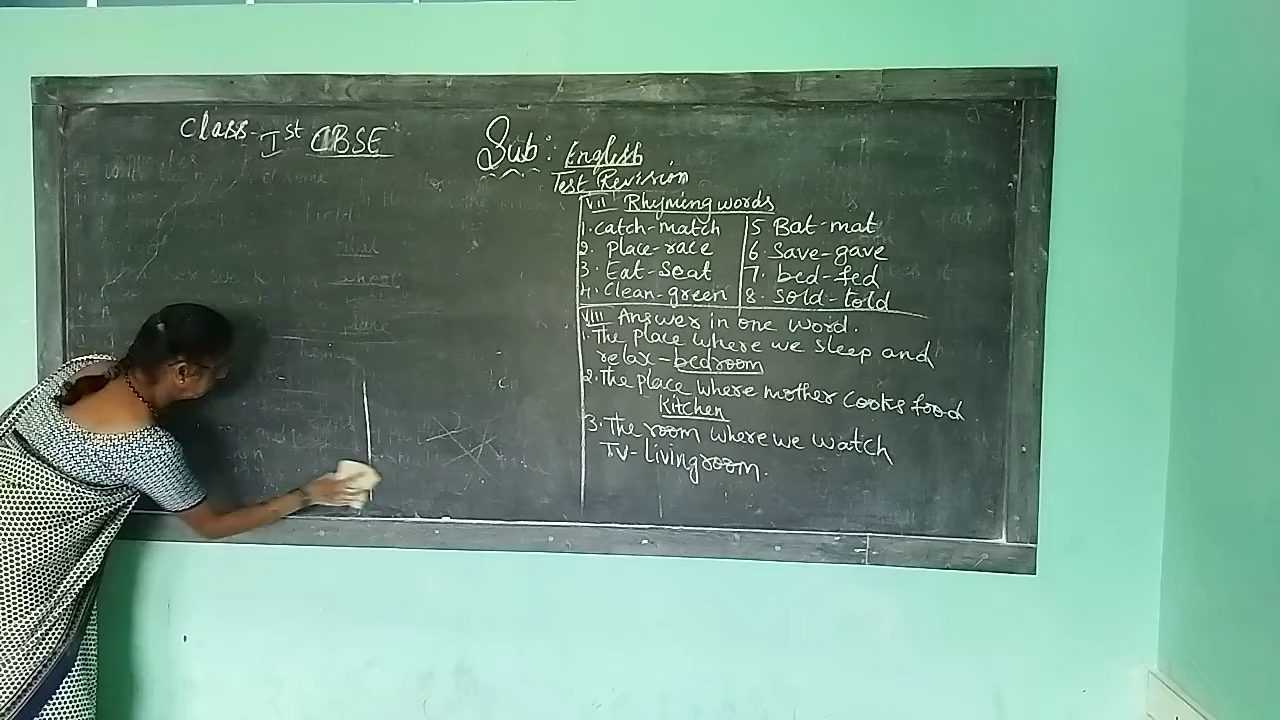 Class - Ist CBSE
Sub: English
Test Revision
VII Rhyming words
1. catch-match
2. place-race
3. Eat-Seat
4. Clean-green
5 Bat-mat
6. Save-gave
7. bed-fed
8. Sold-told
VIII Answer in one word.
1. The place where we sleep and
relax-bedroom
2. The place where mother cooks food
Kitchen
3. The room where we watch
TV-Livingroom.